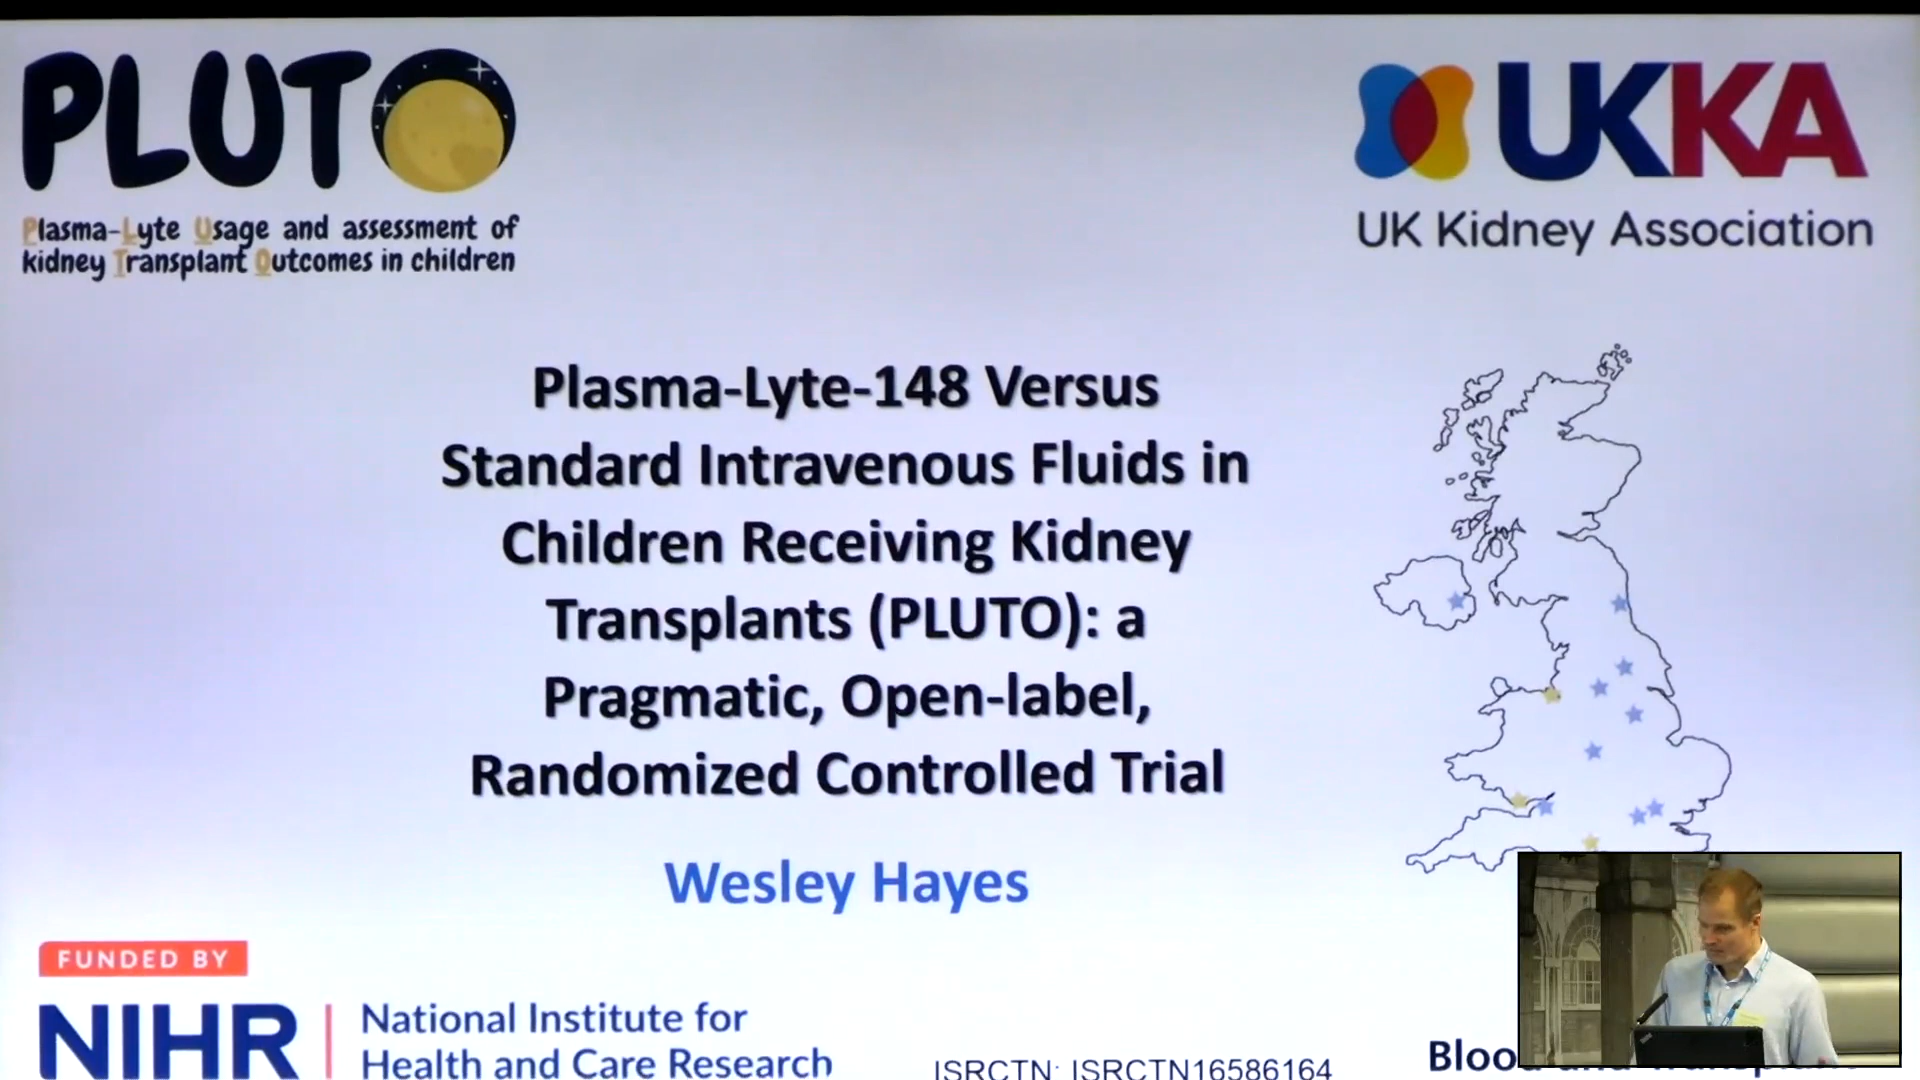 PLUTO
Plasma-Lyte Usage and assessment of
kidney Transplant Outcomes in children
UKKA
UK Kidney Association
Plasma-Lyte-148 Versus
Standard Intravenous Fluids in
Children Receiving Kidney
Transplants (PLUTO): a
Pragmatic, Open-label,
Randomized Controlled Trial
Wesley Hayes
FUNDED BY
NIHR
National Institute for
Health and Care Research
ISRCTN: ISRCTN16586164